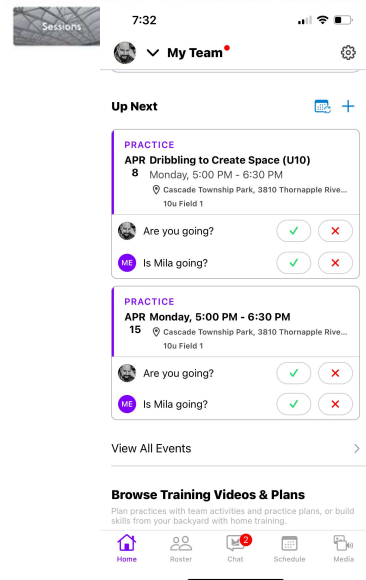 Sessions
7:32
My Team
Up Next
PRACTICE
APR Dribbling to Create Space (U10)
8 Monday, 5:00 PM - 6:30 PM
Cascade Township Park, 3810 Thornapple Rive...
10u Field 1
Are you going?
ME Is Mila going?
PRACTICE
APR Monday, 5:00 PM - 6:30 PM
15 Cascade Township Park, 3810 Thornapple Rive...
10u Field 1
Are you going?
ME Is Mila going?
View All Events
Browse Training Videos & Plans
Plan practices with team activities and practice plans, or build
skills from your backyard with home training.
2
Home Roster Chat Schedule Media